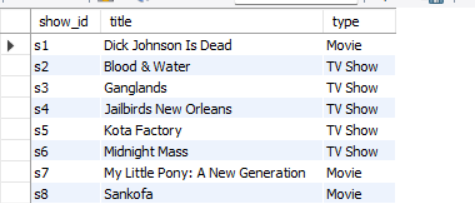 show_id title type
s1 Dick Johnson Is Dead Movie
s2 Blood & Water TV Show
s3 Ganglands TV Show
s4 Jailbirds New Orleans TV Show
s5 Kota Factory TV Show
s6 Midnight Mass TV Show
s7 My Little Pony: A New Generation Movie
s8 Sankofa Movie